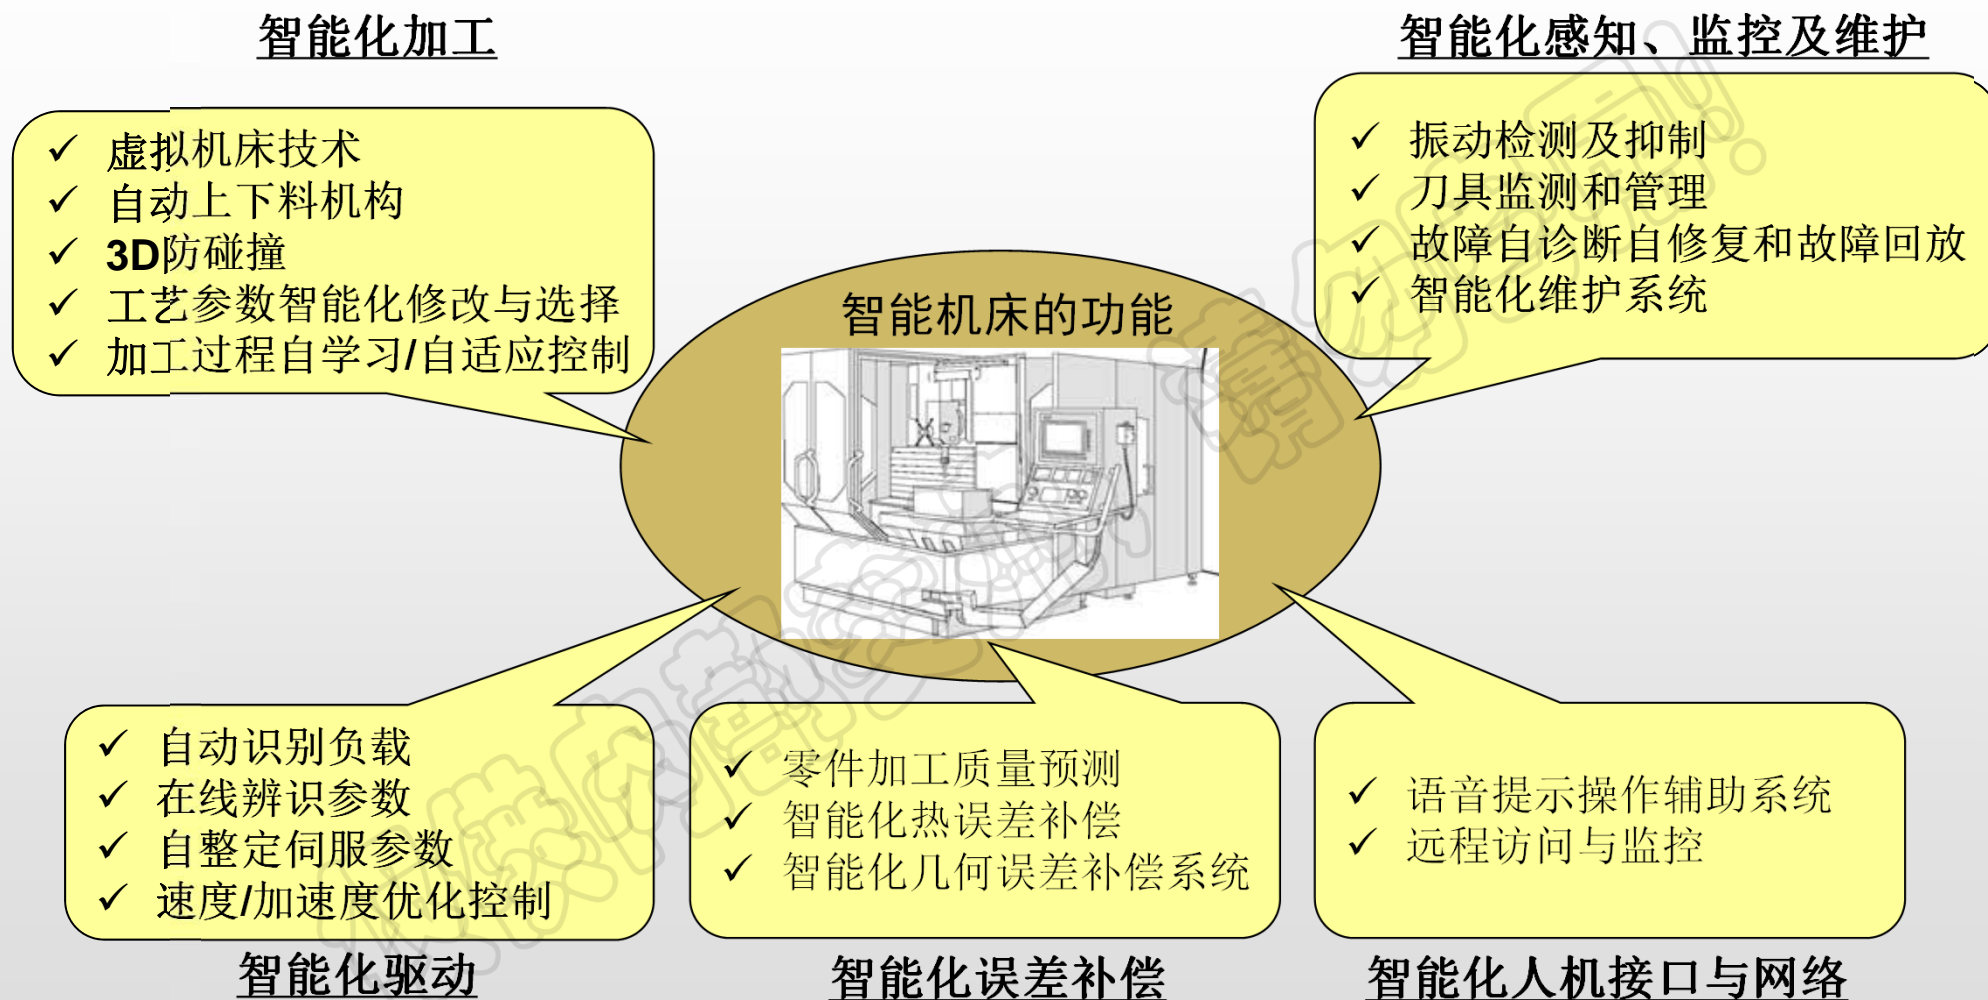 智能化加工
虚拟机床技术
自动上下料机构
3D防碰撞
工艺参数智能化修改与选择
加工过程自学习/自适应控制
智能化感知、监控及维护
振动检测及抑制
刀具监测和管理
故障自诊断自修复和故障回放
智能化维护系统
智能机床的功能
自动识别负载
在线辨识参数
自整定伺服参数
速度/加速度优化控制
智能化驱动
零件加工质量预测
智能化热误差补偿
智能化几何误差补偿系统
智能化误差补偿
语音提示操作辅助系统
远程访问与监控
智能化人机接口与网络